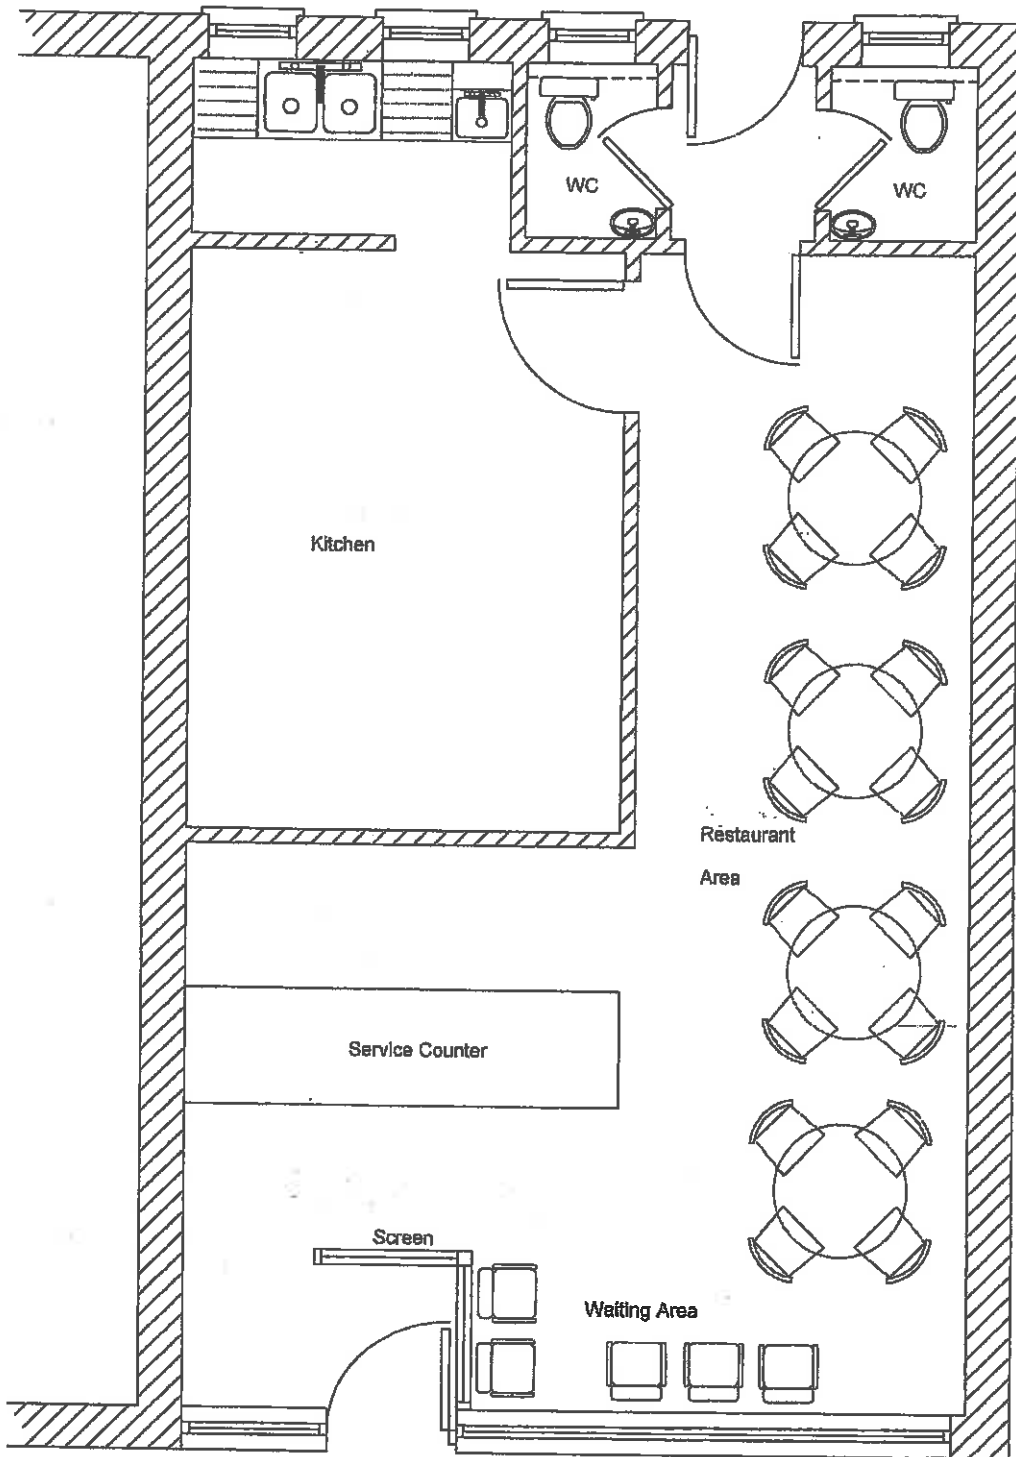 WC
WC
Kitchen
Restaurant
Area
Service Counter
Screen
Waiting Area